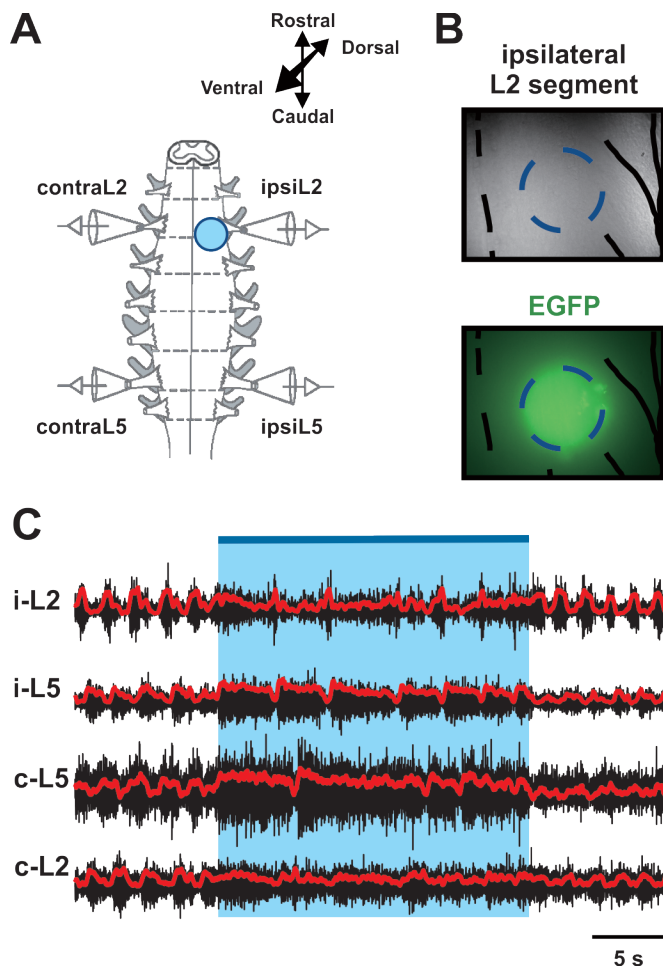 A
Rostral
Dorsal
Ventral
Caudal
contraL2
ipsiL2
contraL5
ipsiL5
B
ipsilateral
L2 segment
EGFP
C
i-L2
i-L5
c-L5
c-L2
5 s